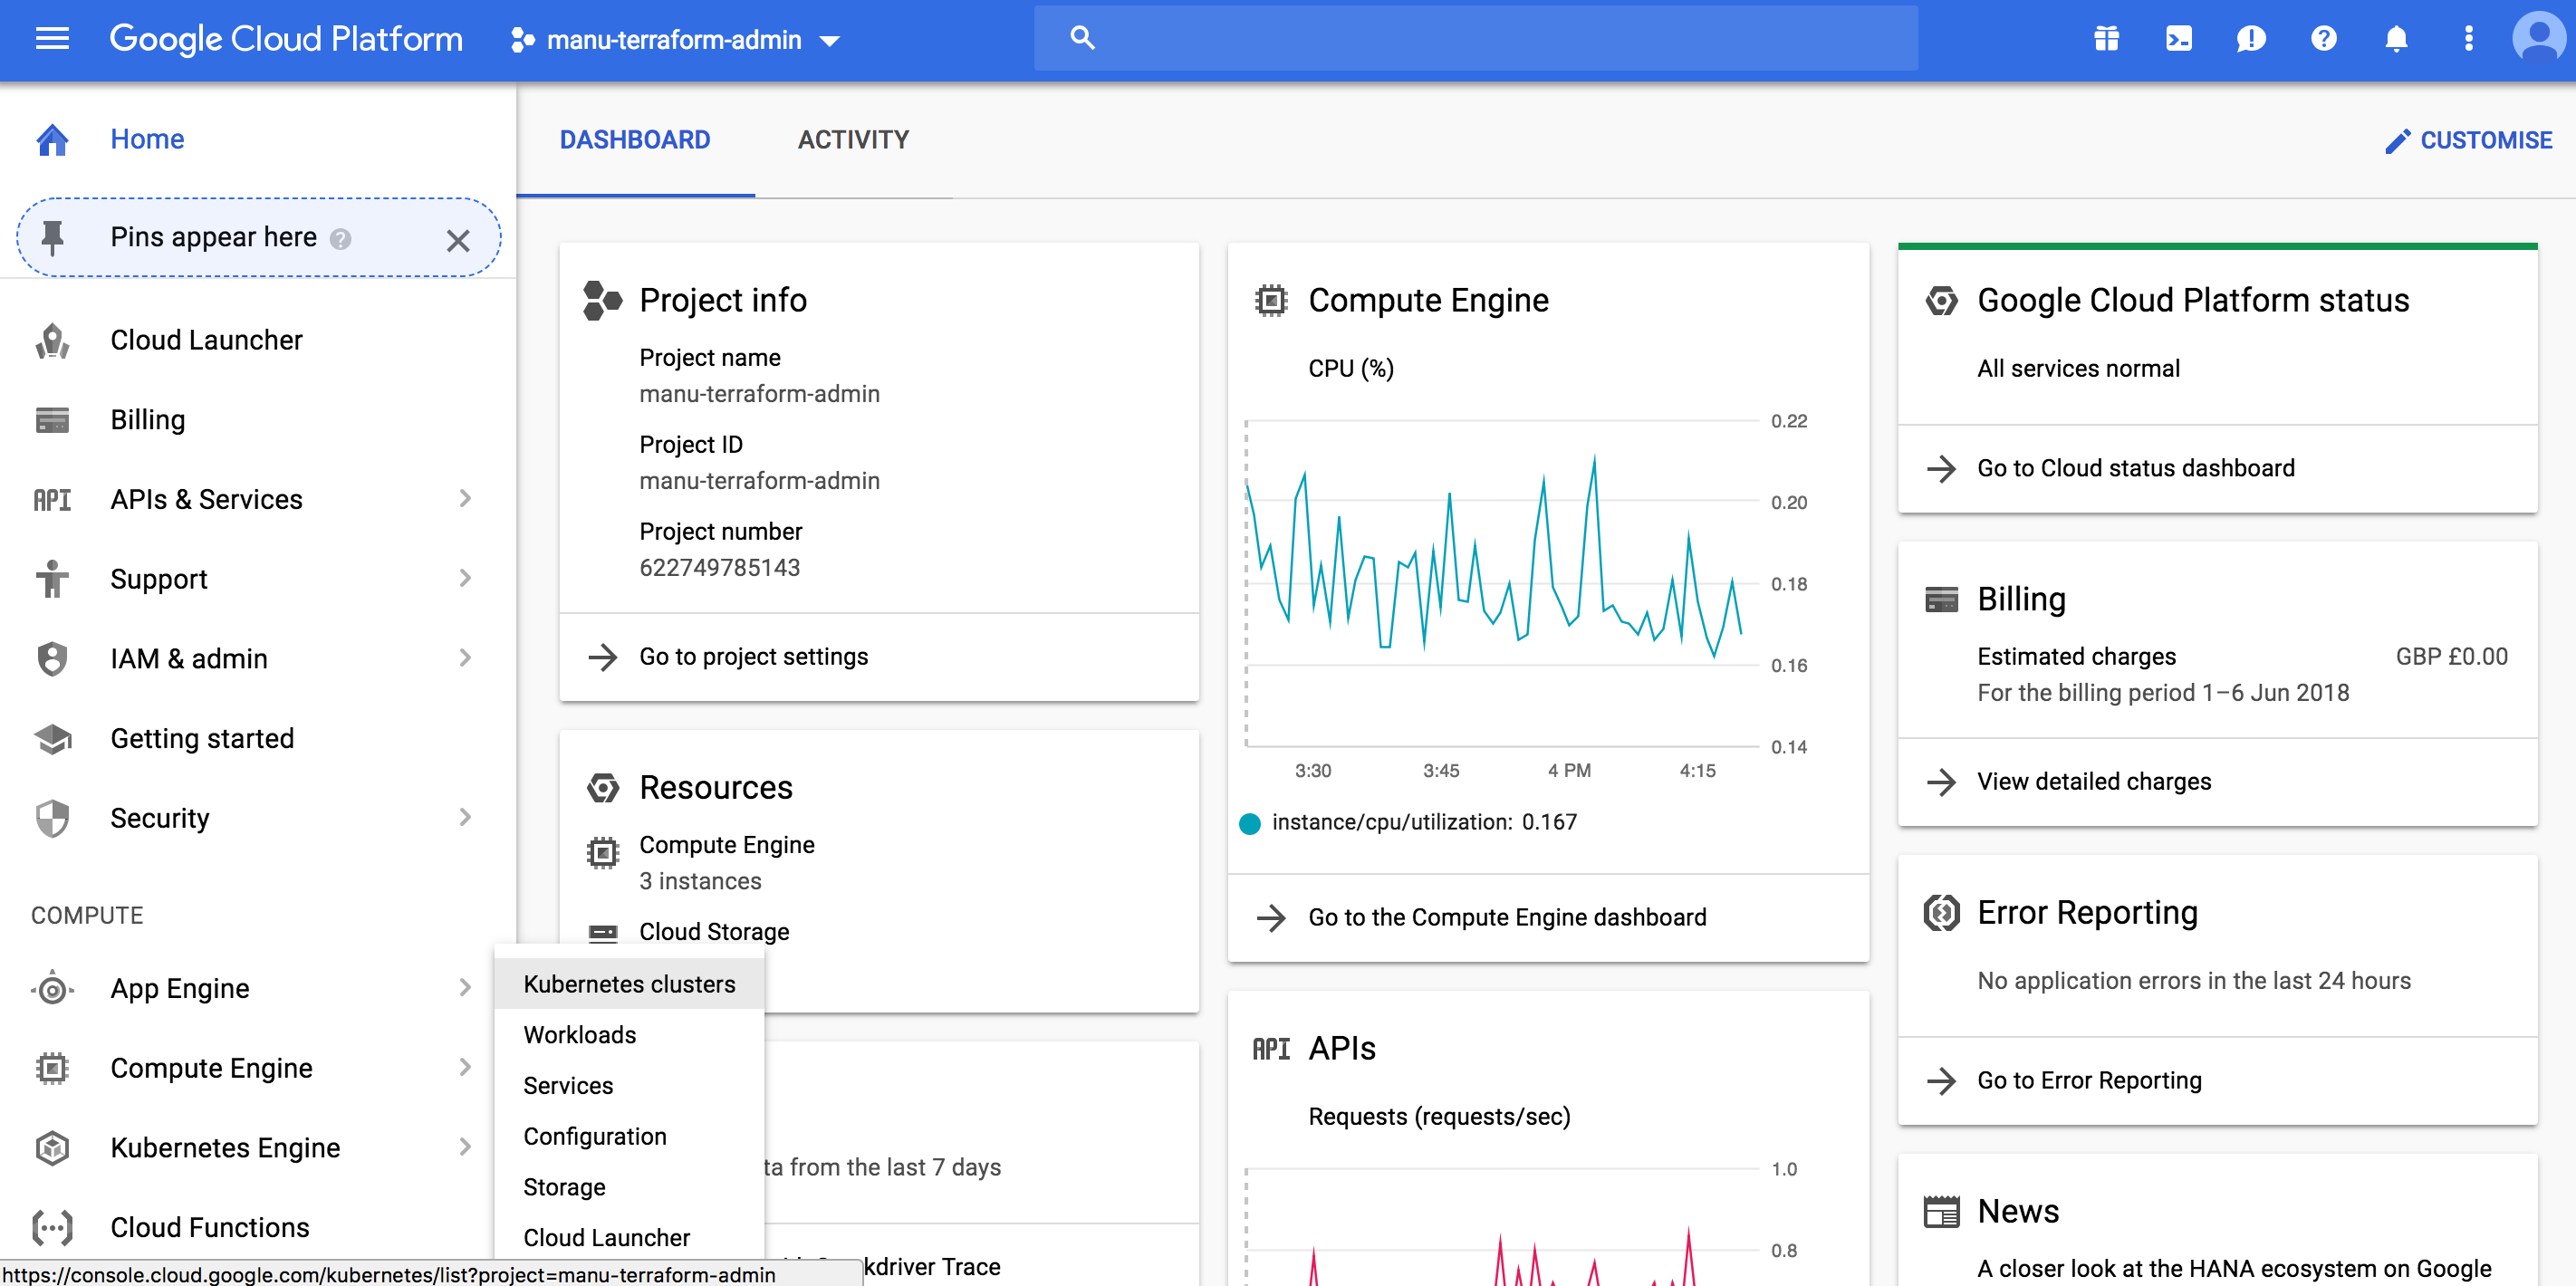 Google Cloud Platform
manu-terraform-admin
Home
Pins appear here
Cloud Launcher
Billing
API
APIs & Services
Support
IAM & admin
Getting started
Security
COMPUTE
App Engine
Compute Engine
Kubernetes Engine
Cloud Functions
Kubernetes clusters
Workloads
Services
Configuration
Storage
Cloud Launcher
https://console.cloud.google.com/kubernetes/list?project=manu-terraform-admin
DASHBOARD
ACTIVITY
CUSTOMISE
Project info
Project name
manu-terraform-admin
Project ID
manu-terraform-admin
Project number
622749785143
Go to project settings
Resources
Compute Engine
3 instances
Cloud Storage
ta from the last 7 days
kdriver Trace
Compute Engine
CPU (%)
0.22
0.20
0.18
0.16
0.14
3:30 3:45 4 PM 4:15
instance/cpu/utilization: 0.167
Go to the Compute Engine dashboard
API
APIs
Requests (requests/sec)
1.0
0.8
Google Cloud Platform status
All services normal
Go to Cloud status dashboard
Billing
Estimated charges GBP £0.00
For the billing period 1–6 Jun 2018
View detailed charges
Error Reporting
No application errors in the last 24 hours
Go to Error Reporting
News
A closer look at the HANA ecosystem on Google